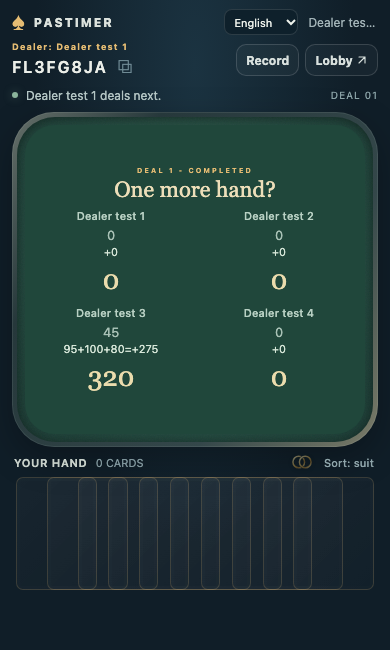 PASTIMER
English
Dealer tes...
Dealer: Dealer test 1
FL3FG8JA
Record
Lobby ↗
Dealer test 1 deals next.
DEAL 01
DEAL 1 - COMPLETED
One more hand?
Dealer test 1
0
+0
0
Dealer test 2
0
+0
0
Dealer test 3
45
95+100+80=+275
320
Dealer test 4
0
+0
0
YOUR HAND 0 CARDS
Sort: suit